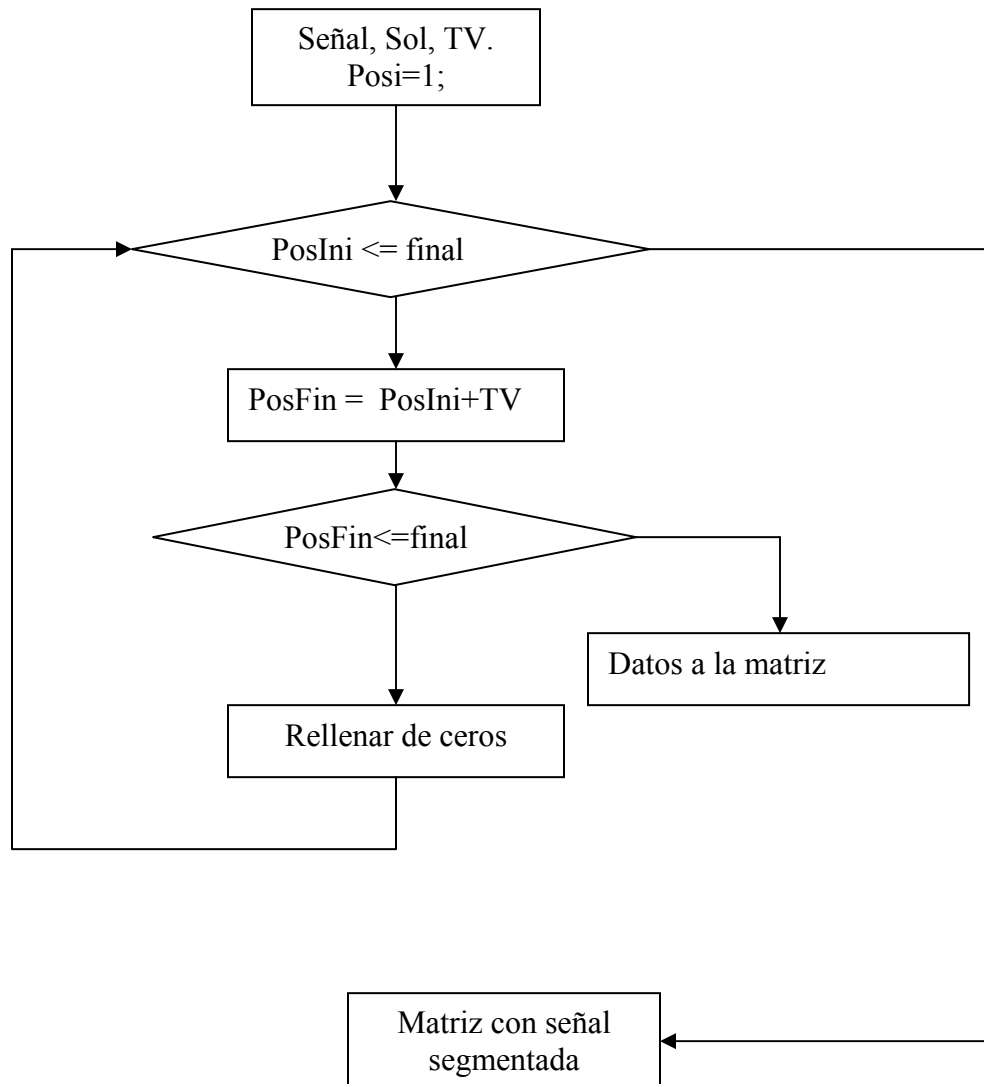 Señal, Sol, TV.
Posi=1;
PosIni <= final
PosFin =  PosIni+TV
PosFin<=final
Datos a la matriz
Rellenar de ceros
Matriz con señal
segmentada